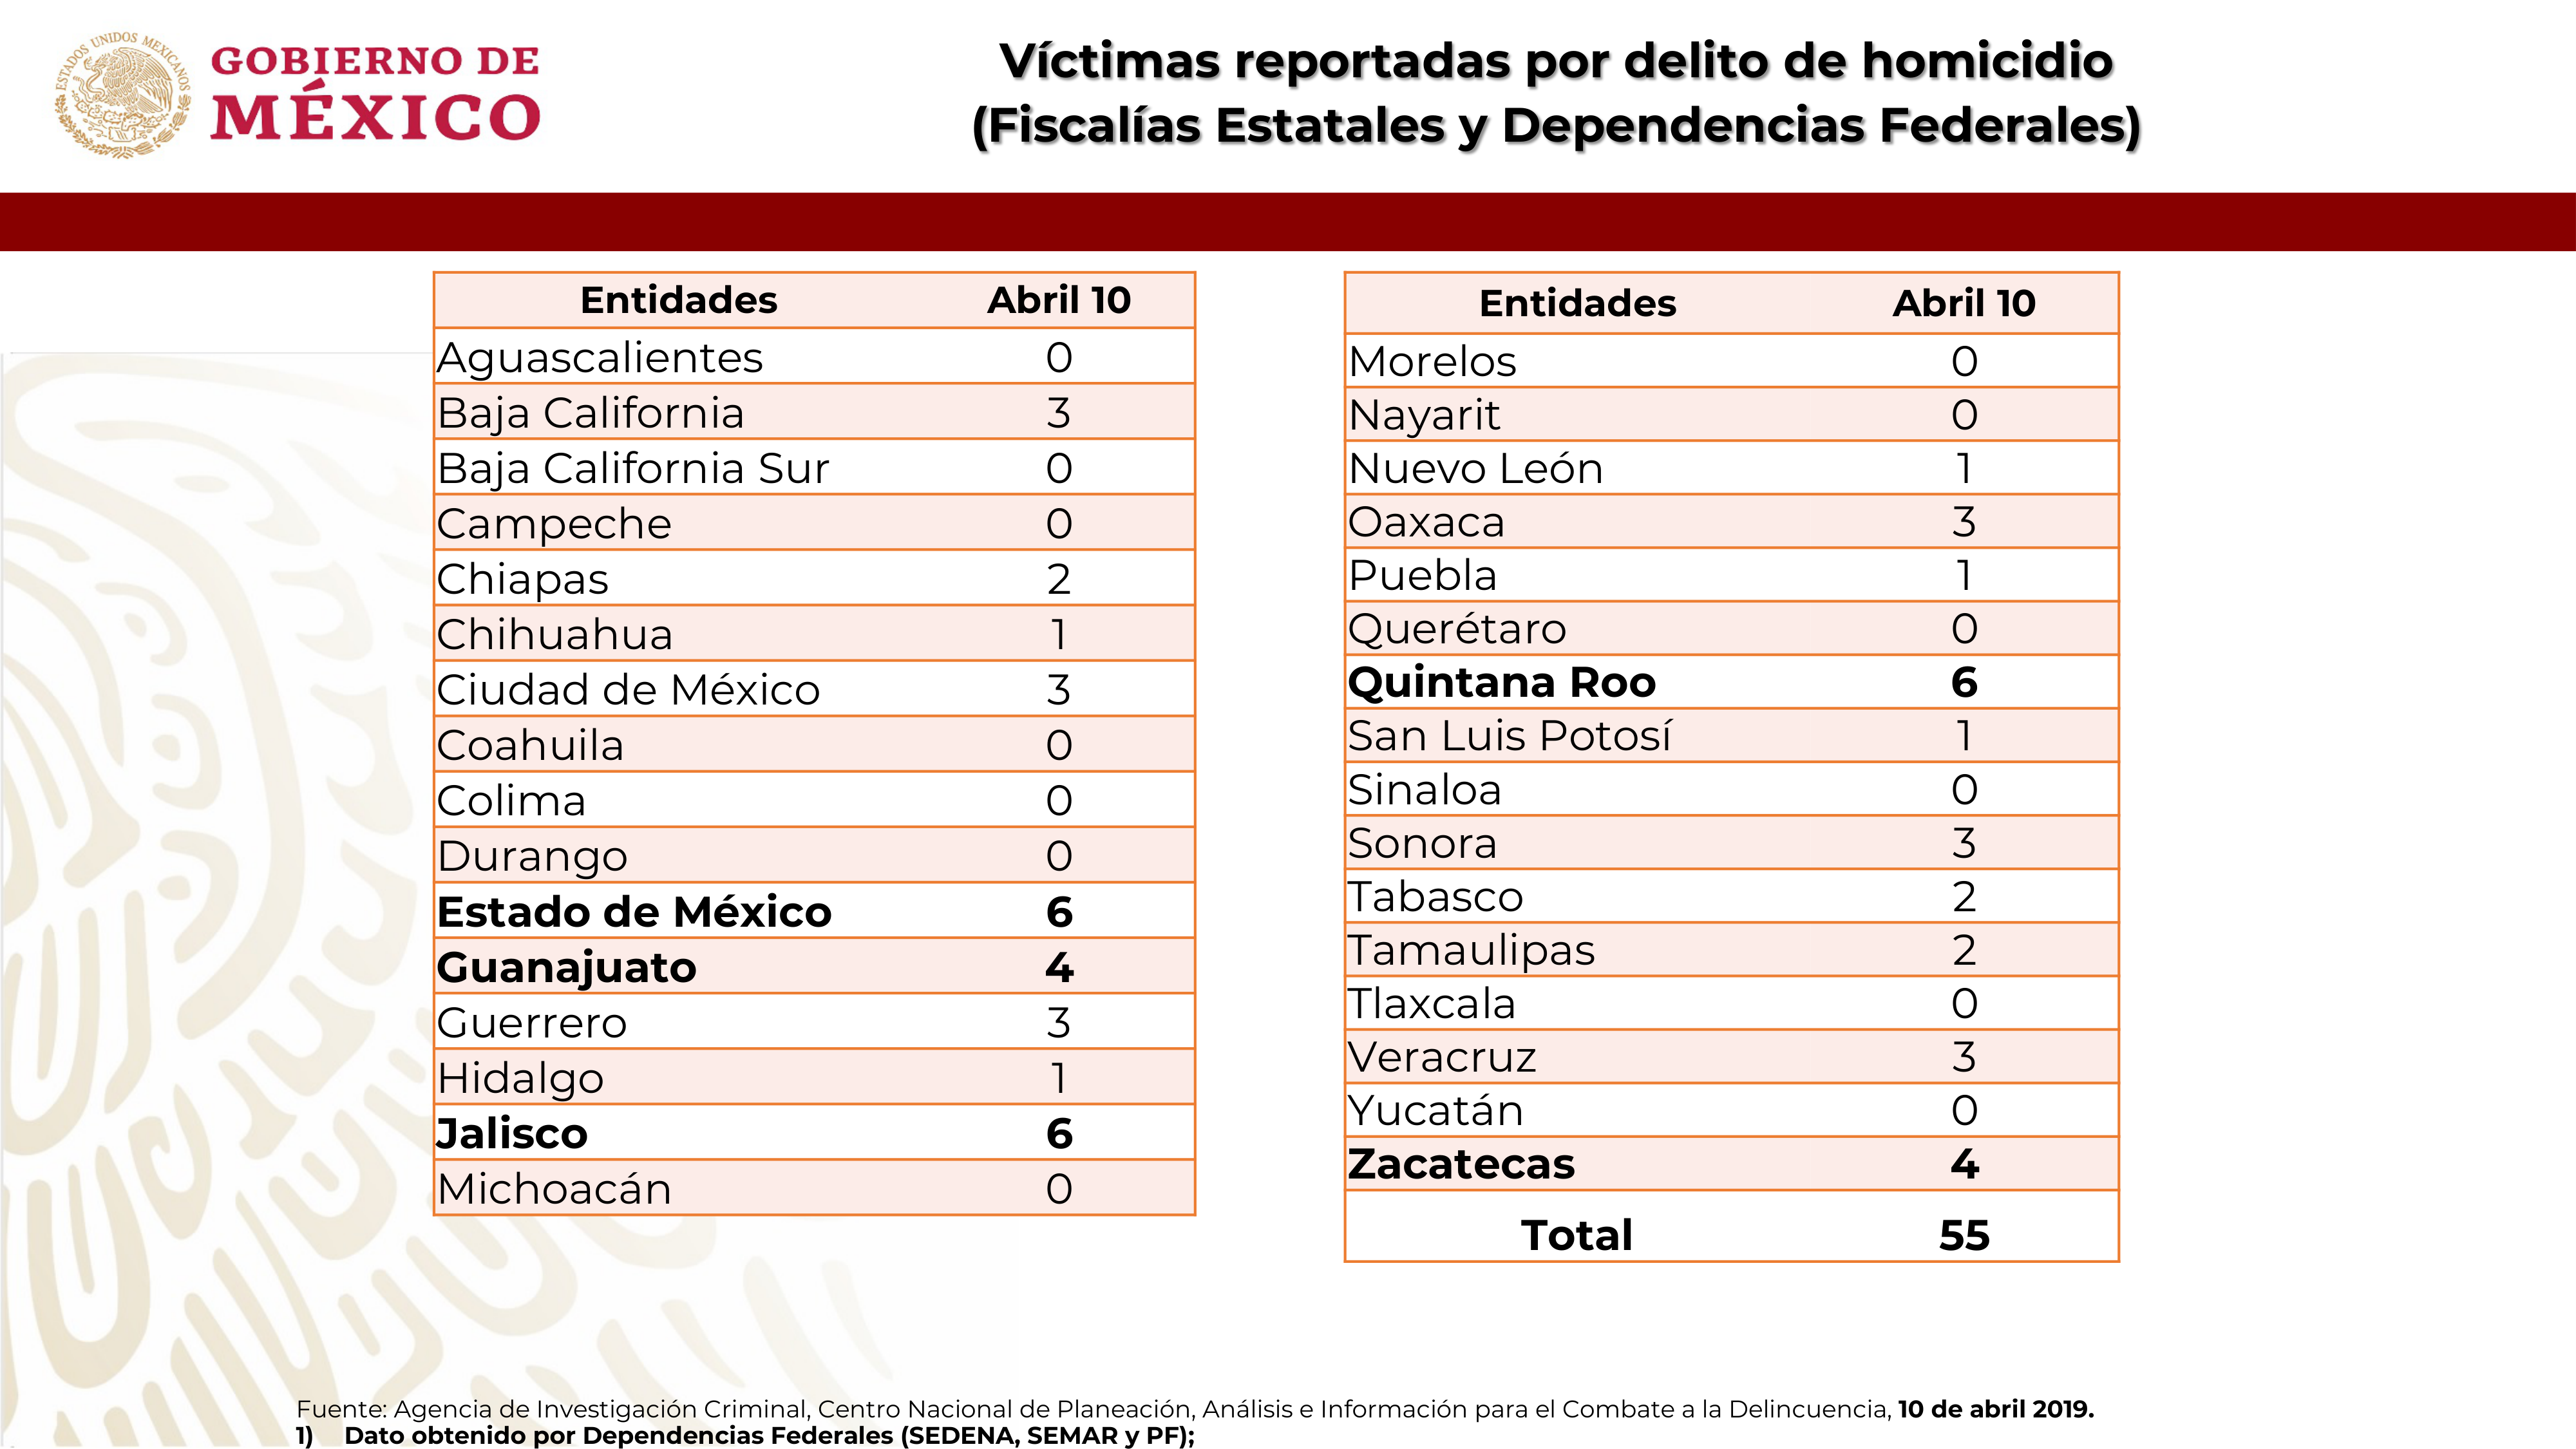 ESTADOS UNIDOS MEXICANOS
GOBIERNO DE
MÉXICO
Víctimas reportadas por delito de homicidio
(Fiscalías Estatales y Dependencias Federales)
Entidades Abril 10
Aguascalientes 0
Baja California 3
Baja California Sur 0
Campeche 0
Chiapas 2
Chihuahua 1
Ciudad de México 3
Coahuila 0
Colima 0
Durango 0
Estado de México 6
Guanajuato 4
Guerrero 3
Hidalgo 1
Jalisco 6
Michoacán 0
Entidades Abril 10
Morelos 0
Nayarit 0
Nuevo León 1
Oaxaca 3
Puebla 1
Querétaro 0
Quintana Roo 6
San Luis Potosí 1
Sinaloa 0
Sonora 3
Tabasco 2
Tamaulipas 2
Tlaxcala 0
Veracruz 3
Yucatán 0
Zacatecas 4
Total 55
Fuente: Agencia de Investigación Criminal, Centro Nacional de Planeación, Análisis e Información para el Combate a la Delincuencia, 10 de abril 2019.
1) Dato obtenido por Dependencias Federales (SEDENA, SEMAR y PF);